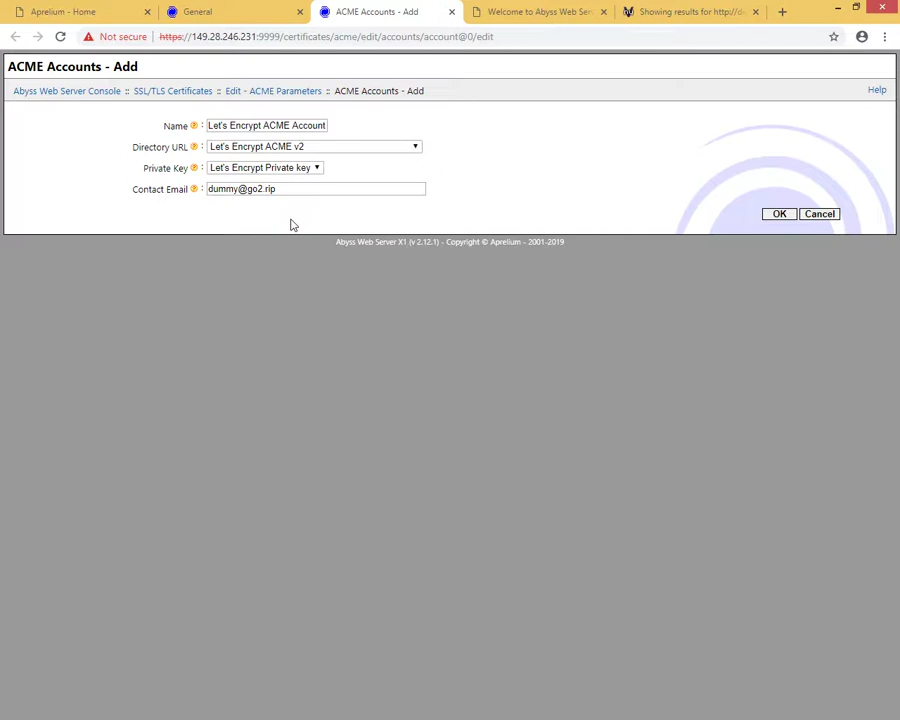 Aprelium - Home
General
ACME Accounts - Add
Welcome to Abyss Web Ser
Showing results for http://d
Not secure
https://149.28.246.231:9999/certificates/acme/edit/accounts/account@0/edit
ACME Accounts - Add
Abyss Web Server Console :: SSL/TLS Certificates :: Edit - ACME Parameters :: ACME Accounts - Add
Help
Name ? : Let's Encrypt ACME Account
Directory URL ? : Let's Encrypt ACME v2
Private Key ? : Let's Encrypt Private key
Contact Email ? : dummy@go2.rip
OK Cancel
Abyss Web Server X1 (v 2.12.1) - Copyright © Aprelium - 2001-2019